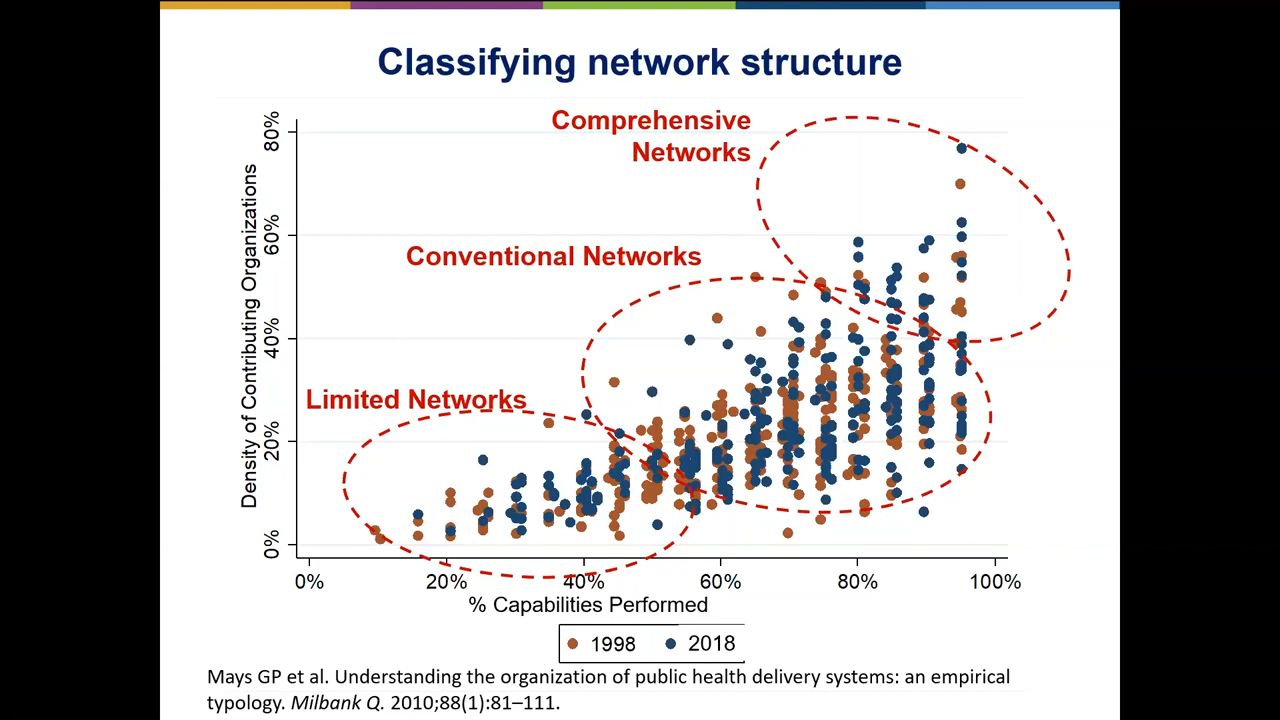 Classifying network structure
Comprehensive
Networks
Conventional Networks
Limited Networks
Density of Contributing Organizations
80%
60%
40%
20%
0%
0%
20%
40%
60%
80%
100%
% Capabilities Performed
1998
2018
Mays GP et al. Understanding the organization of public health delivery systems: an empirical
typology. Milbank Q. 2010;88(1):81–111.